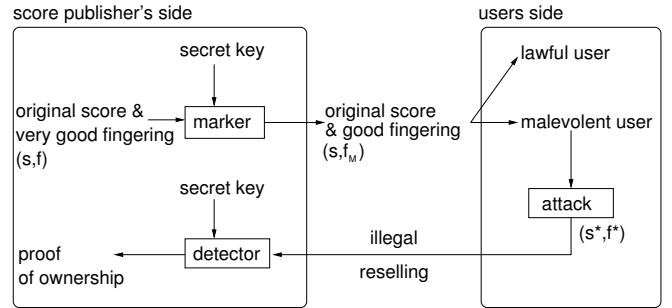 score publisher's side
users side
secret key
lawful user
original score &
very good fingering
(s,f)
marker
original score
& good fingering
(s,f_M)
malevolent user
secret key
attack
(s*,f*)
illegal
reselling
detector
proof
of ownership